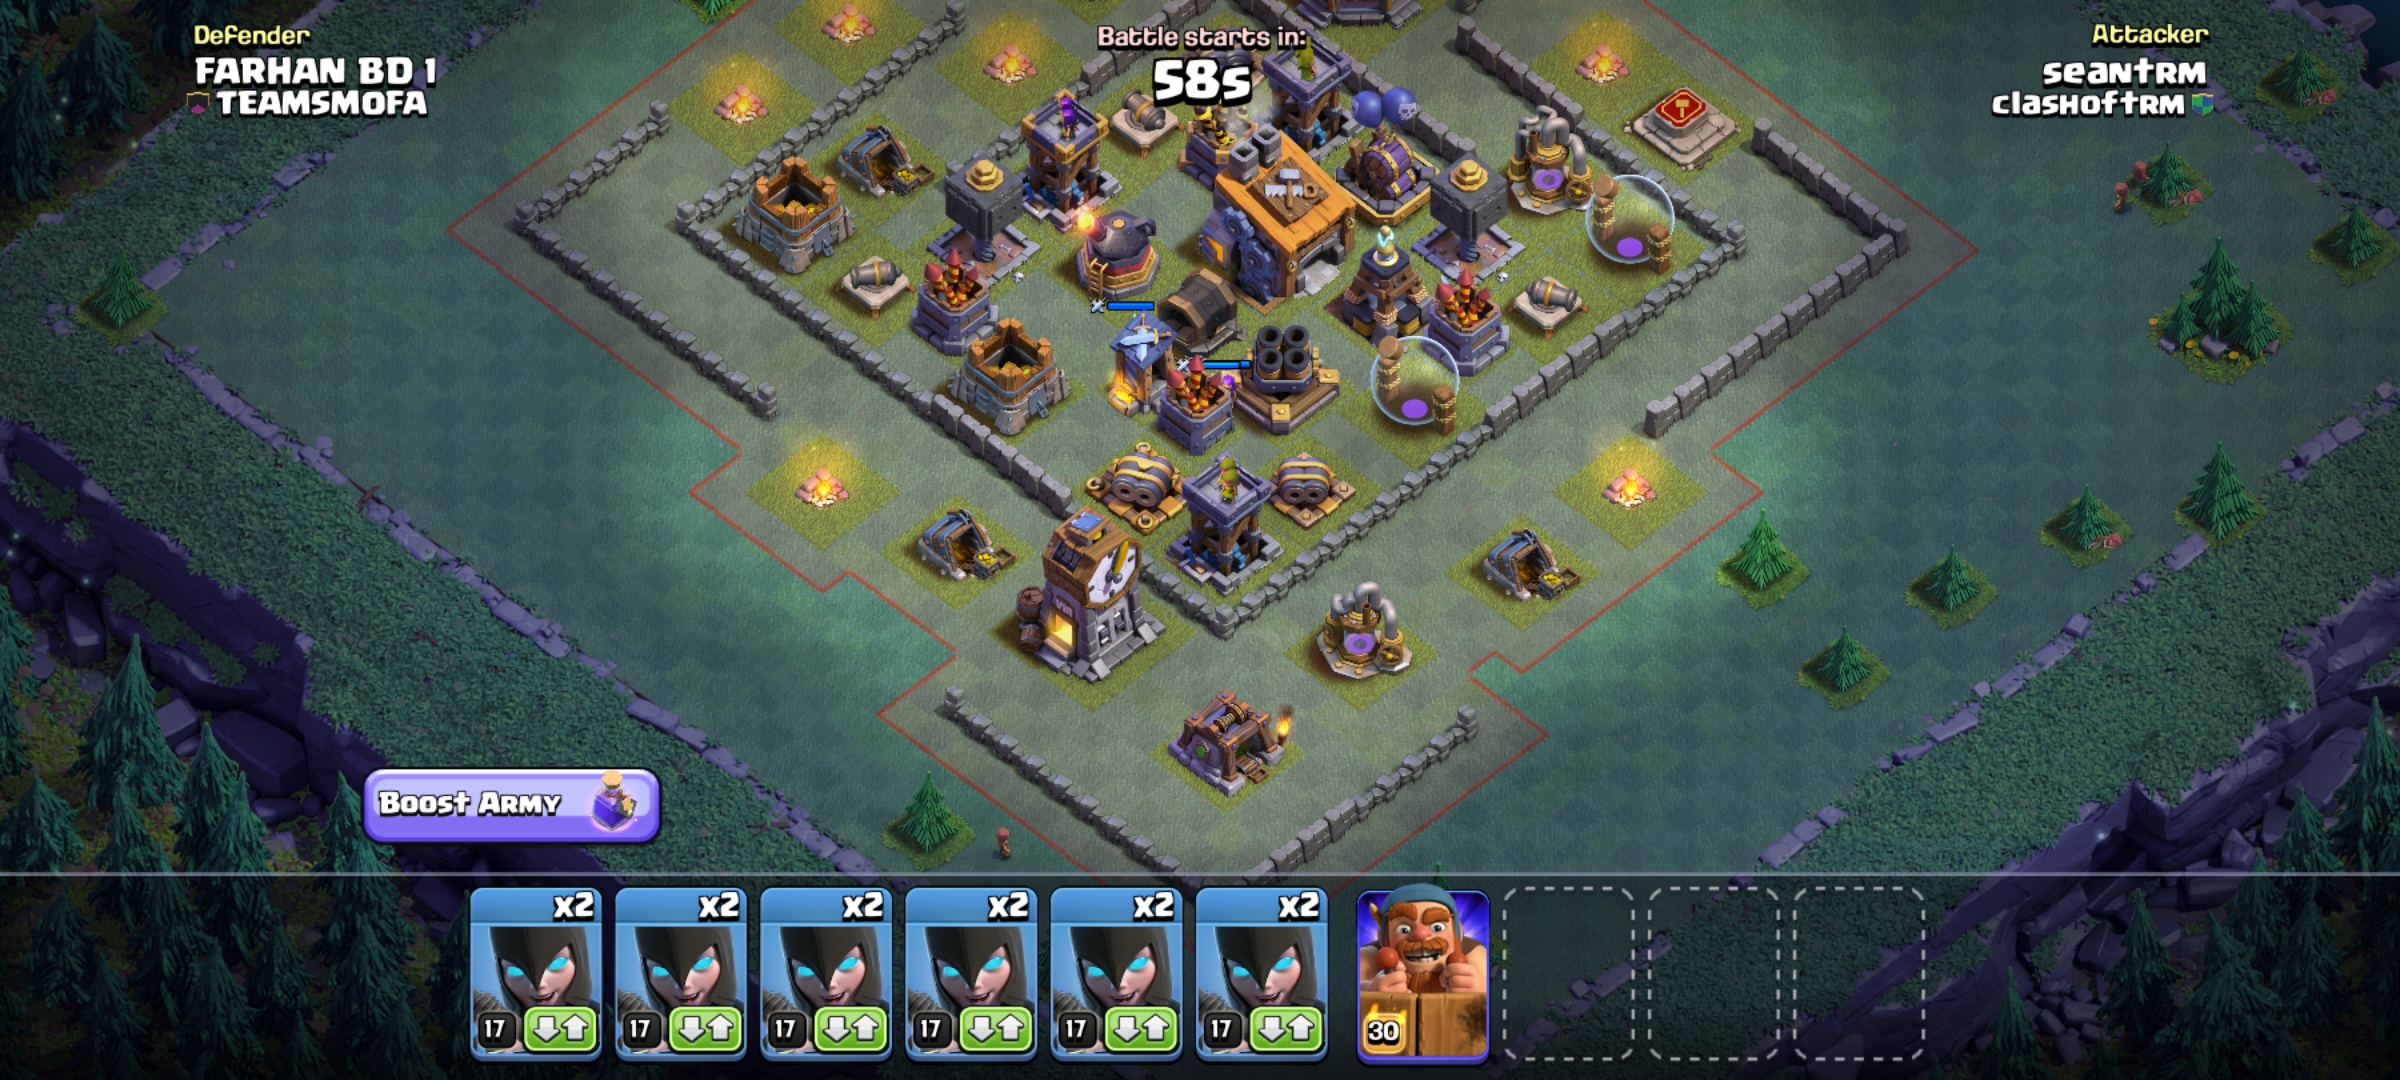 Defender
FARHAN BD 1
TEAMSMOFA
Battle starts in:
58s
Attacker
seantRM
clashoftRM
Boost Army
x2
x2
x2
x2
x2
x2
17
17
17
17
17
17
30